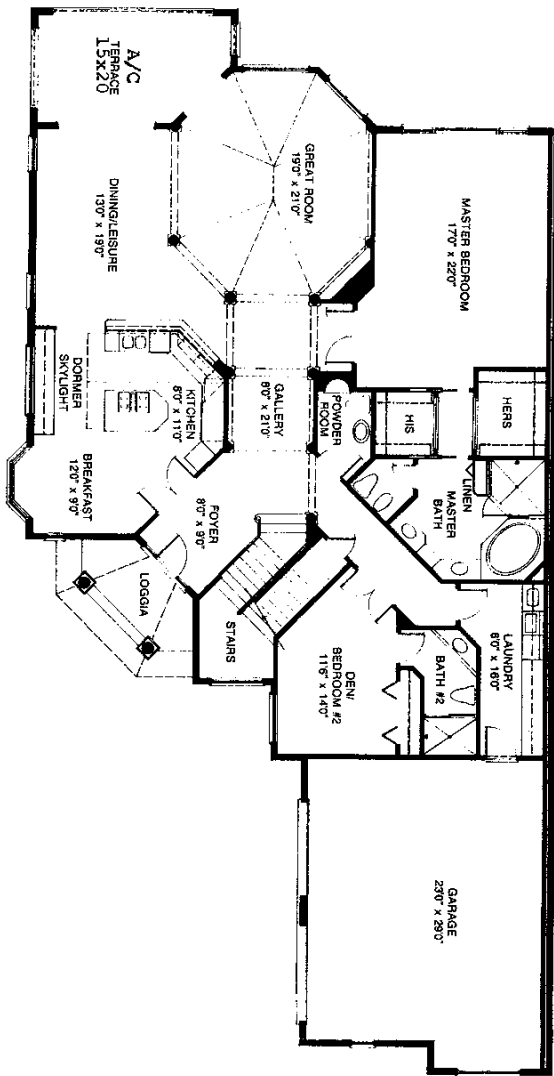 A/C
TERRACE
15x20
GREAT ROOM
19'0" x 21'0"
MASTER BEDROOM
17'0" x 22'0"
DINING/LEISURE
13'0" x 19'0"
DORMER
SKYLIGHT
KITCHEN
8'0" x 11'0"
GALLERY
6'0" x 21'0"
POWDER
ROOM
HIS
HERS
BREAKFAST
12'0" x 9'0"
FOYER
8'0" x 9'0"
LINEN
MASTER
BATH
LOGGIA
STAIRS
DEN/
BEDROOM #2
11'6" x 14'0"
BATH #2
LAUNDRY
6'0" x 16'0"
GARAGE
23'0" x 29'0"